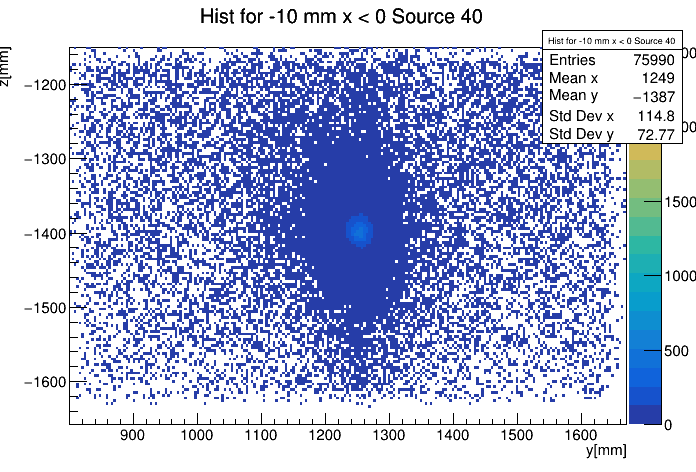 Hist for -10 mm x < 0 Source 40
z[mm]
Hist for -10 mm x < 0 Source 40
Entries 75990
Mean x 1249
Mean y −1387
Std Dev x 114.8
Std Dev y 72.77
−1200
−1300
−1400
−1500
−1600
900 1000 1100 1200 1300 1400 1500 1600
y[mm]
1500
1000
500
0